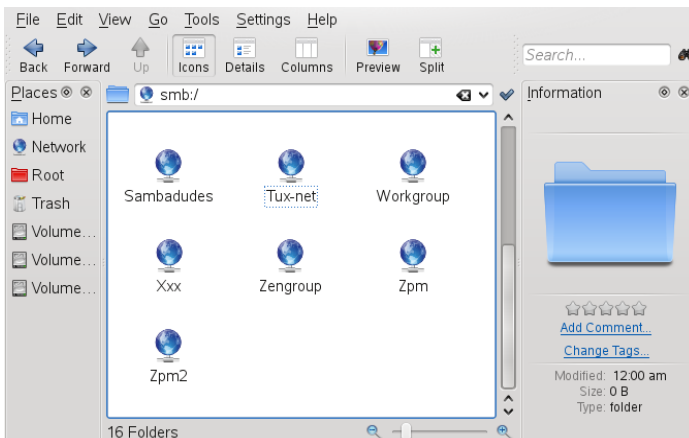 File Edit View Go Tools Settings Help
Back Forward Up Icons Details Columns Preview Split
Search...
Places
smb:/
Information
Home
Network
Root
Trash
Volume...
Volume...
Volume...
Sambadudes Tux-net Workgroup
Xxx Zengroup Zpm
Zpm2
16 Folders
Add Comment...
Change Tags...
Modified: 12:00 am
Size: 0 B
Type: folder